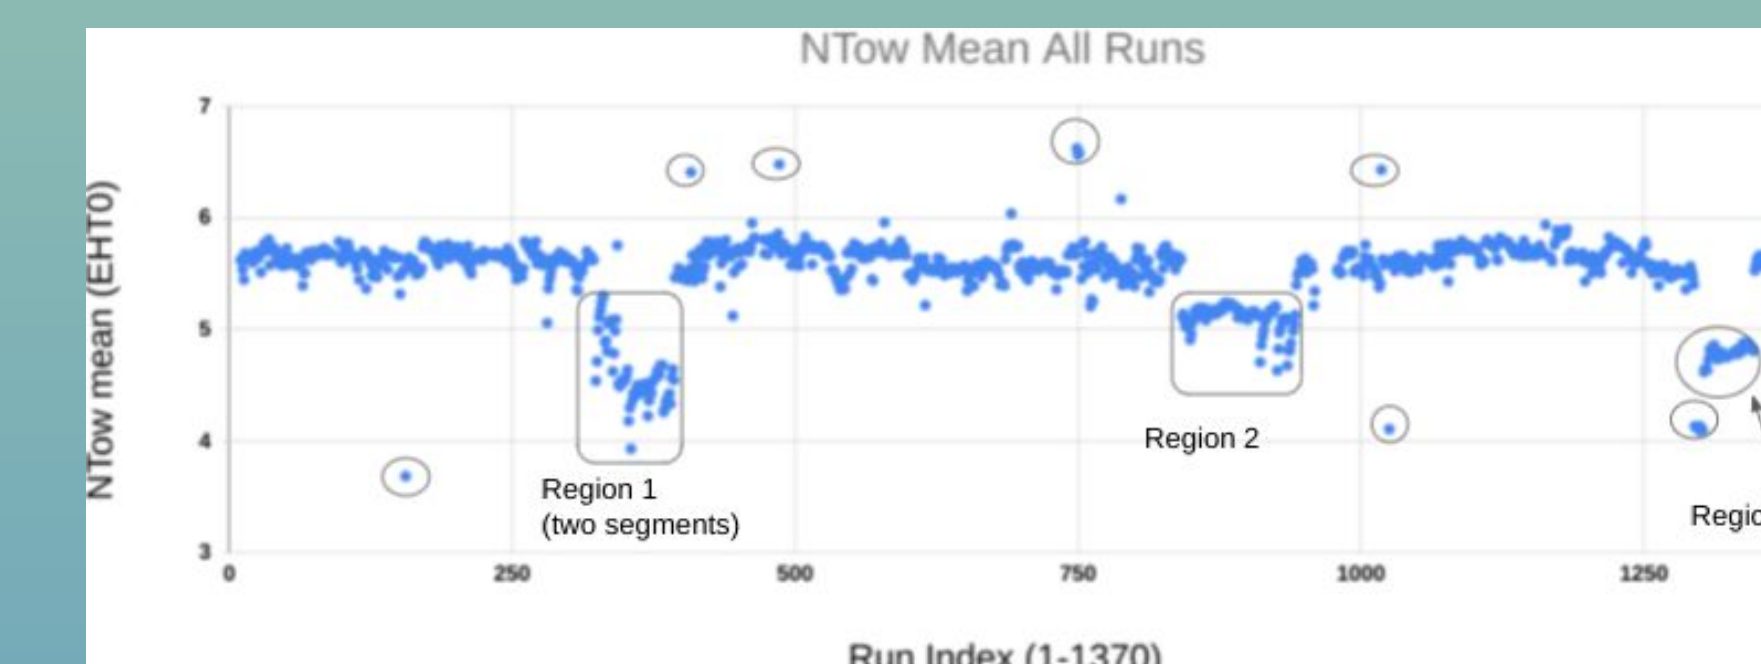 NTow Mean All Runs
NTow mean (EHT0)
7
6
5
4
3
Region 1
(two segments)
Region 2
Regio
0 250 500 750 1000 1250
Run Index (1-1370)